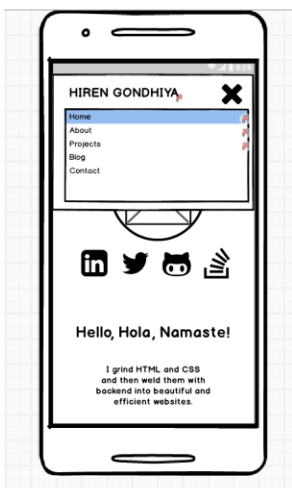 HIREN GONDHIYA
Home
About
Projects
Blog
Contact
in
Hello, Hola, Namaste!
I grind HTML and CSS
and then weld them with
backend into beautiful and
efficient websites.